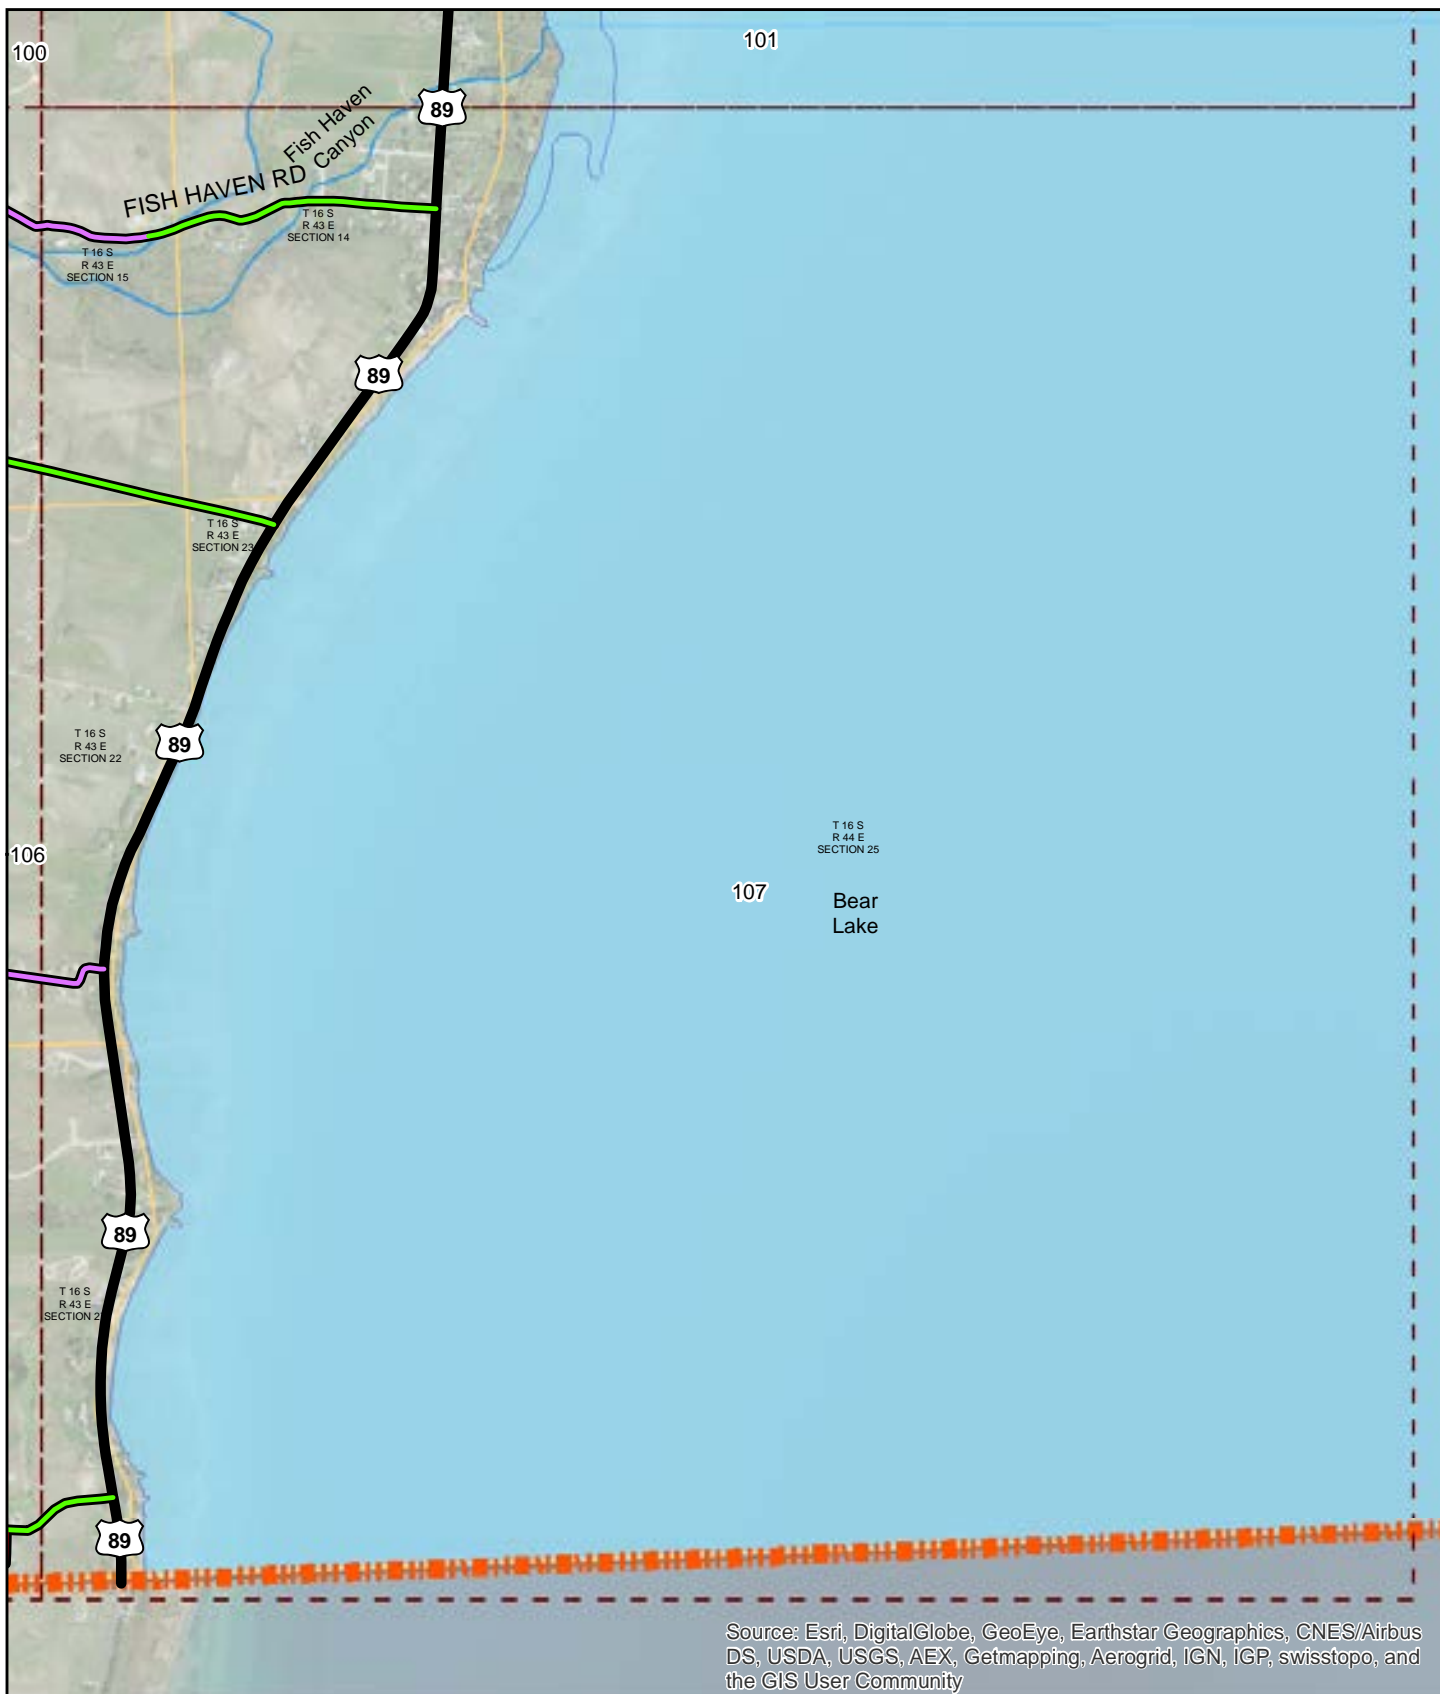 100
101
89
Fish Haven
Canyon
FISH HAVEN RD
T 16 S
R 43 E
SECTION 14
T 16 S
R 43 E
SECTION 15
89
T 16 S
R 43 E
SECTION 23
89
T 16 S
R 43 E
SECTION 22
T 16 S
R 44 E
SECTION 25
106
107
Bear
Lake
89
T 16 S
R 43 E
SECTION 2
89
Source: Esri, DigitalGlobe, GeoEye, Earthstar Geographics, CNES/Airbus
DS, USDA, USGS, AEX, Getmapping, Aerogrid, IGN, IGP, swisstopo, and
the GIS User Community